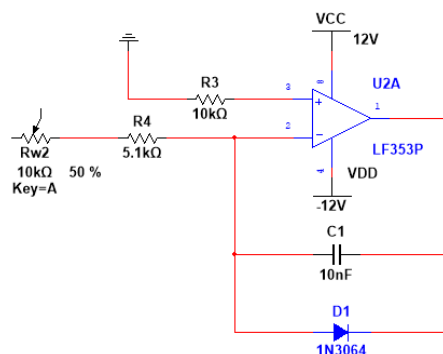 VCC
12V
U2A
R3
10kΩ
3
8
1
R4
5.1kΩ
2
LF353P
Rw2
10kΩ
50 %
Key=A
4
VDD
-12V
C1
10nF
D1
1N3064